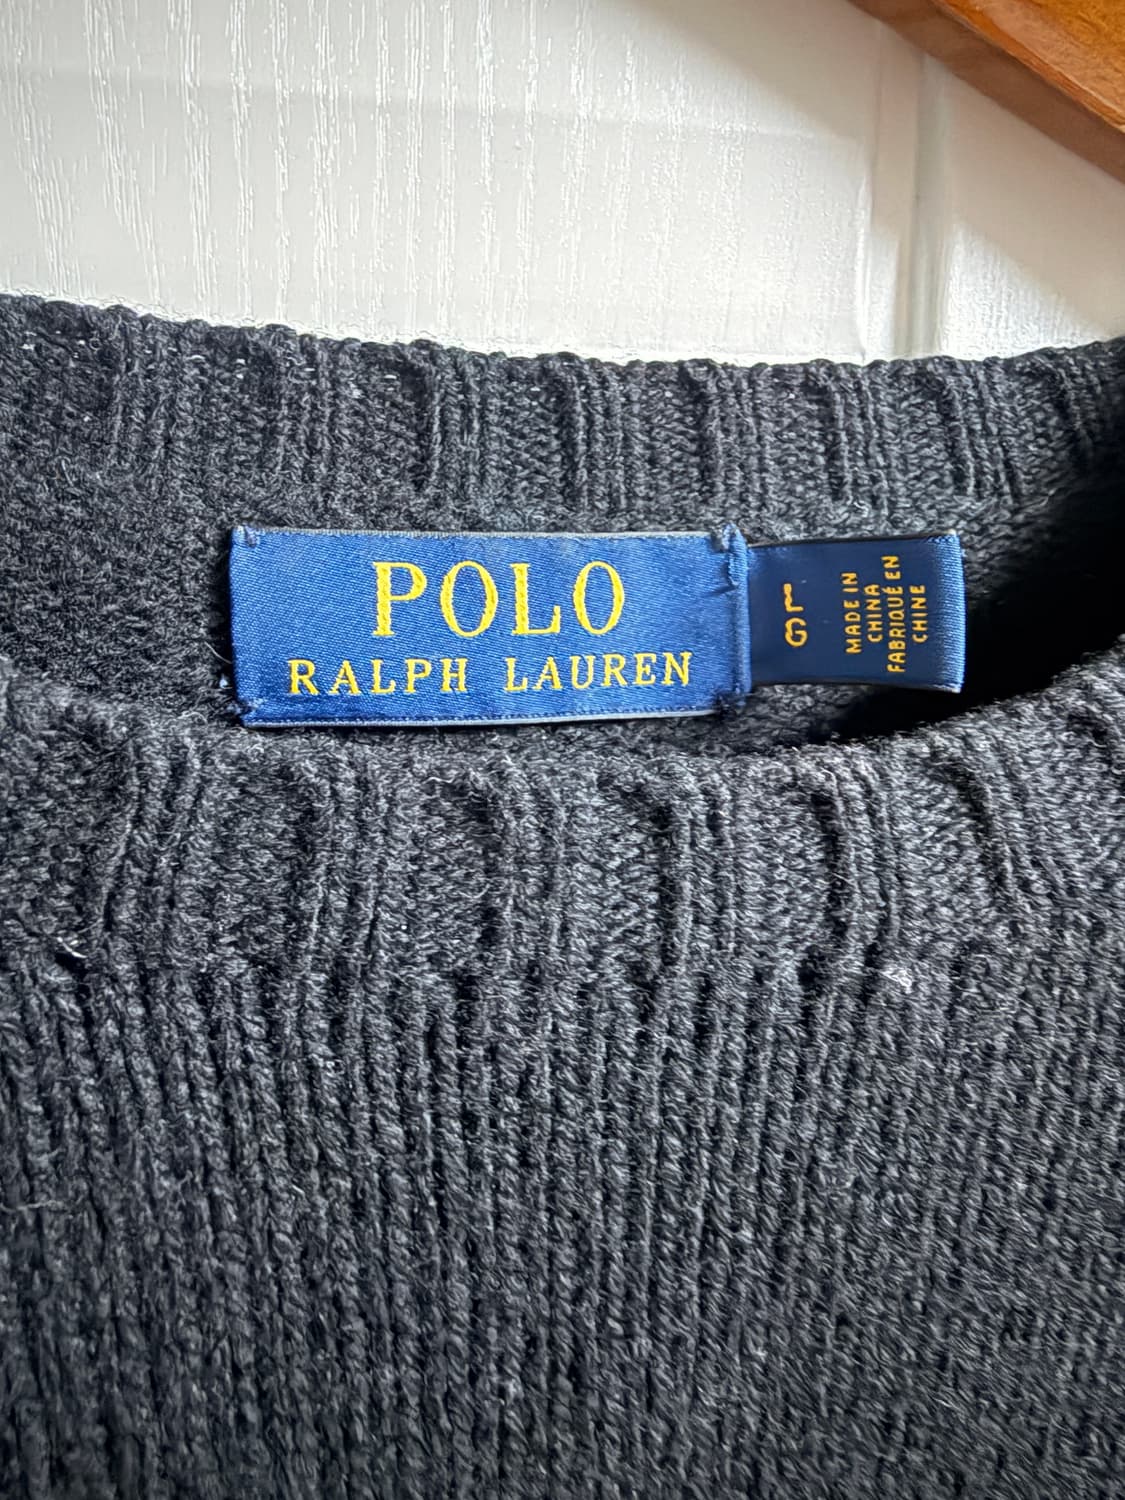 POLO
RALPH LAUREN
MADE IN
CHINA
FABRIQUÉ EN
CHINE